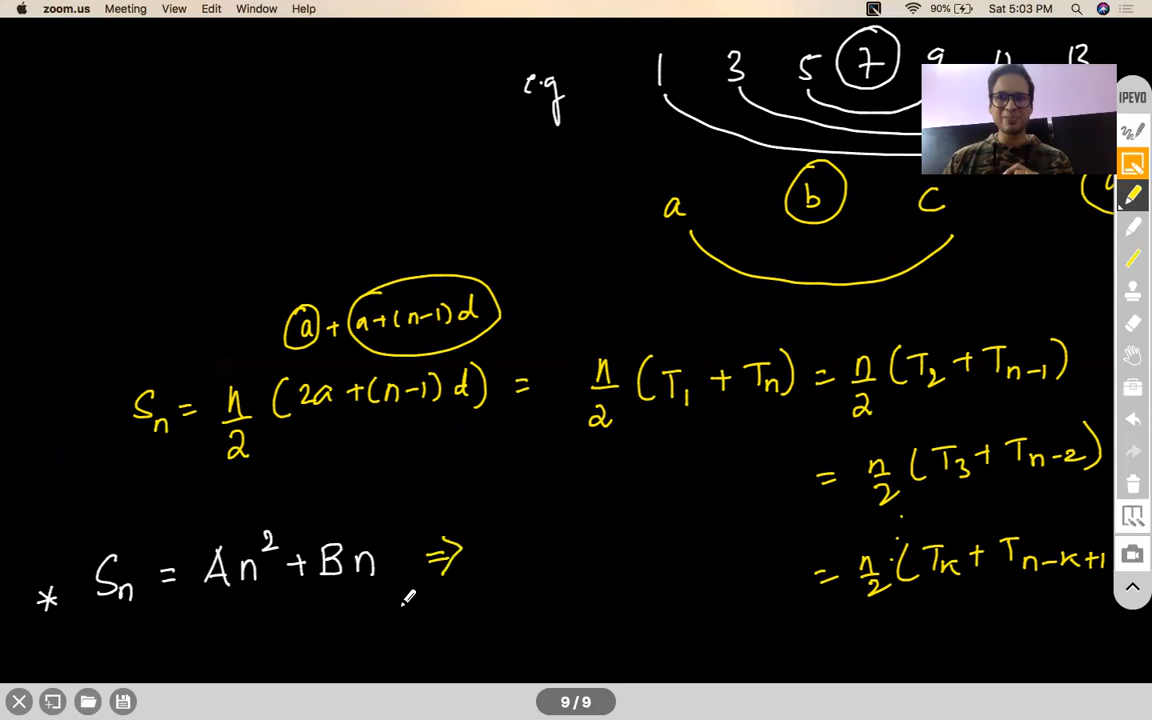 zoom.us Meeting View Edit Window Help 90% Sat 5:03 PM
e.g 1 3 5 7 9 11 13
IPEVO
a b c
a + a+(n-1)d
Sₙ = n/2 (2a+(n-1)d) = n/2 (T₁ + Tₙ) = n/2 (T₂ + Tₙ₋₁)
= n/2 (T₃ + Tₙ₋₂)
* Sₙ = An² + Bn ⇒
= n/2 (Tₖ + Tₙ₋ₖ₊₁
9 / 9